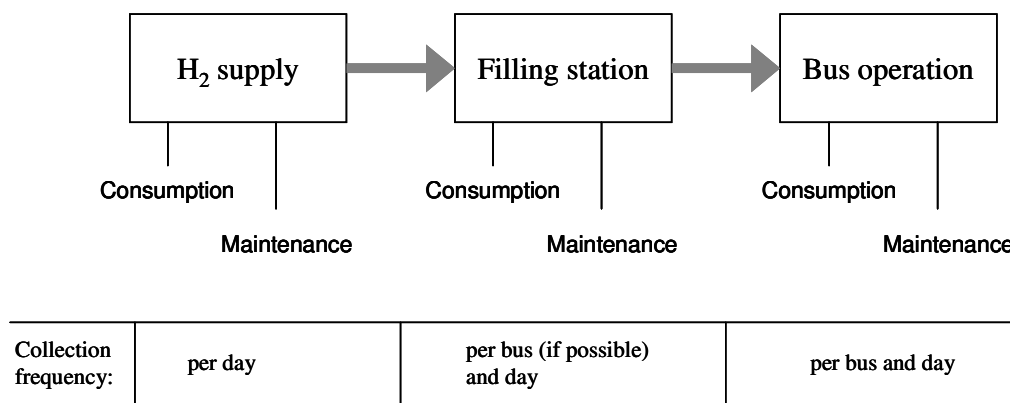 H₂ supply
Filling station
Bus operation
Consumption
Consumption
Consumption
Maintenance
Maintenance
Maintenance
Collection
frequency:
per day
per bus (if possible)
and day
per bus and day